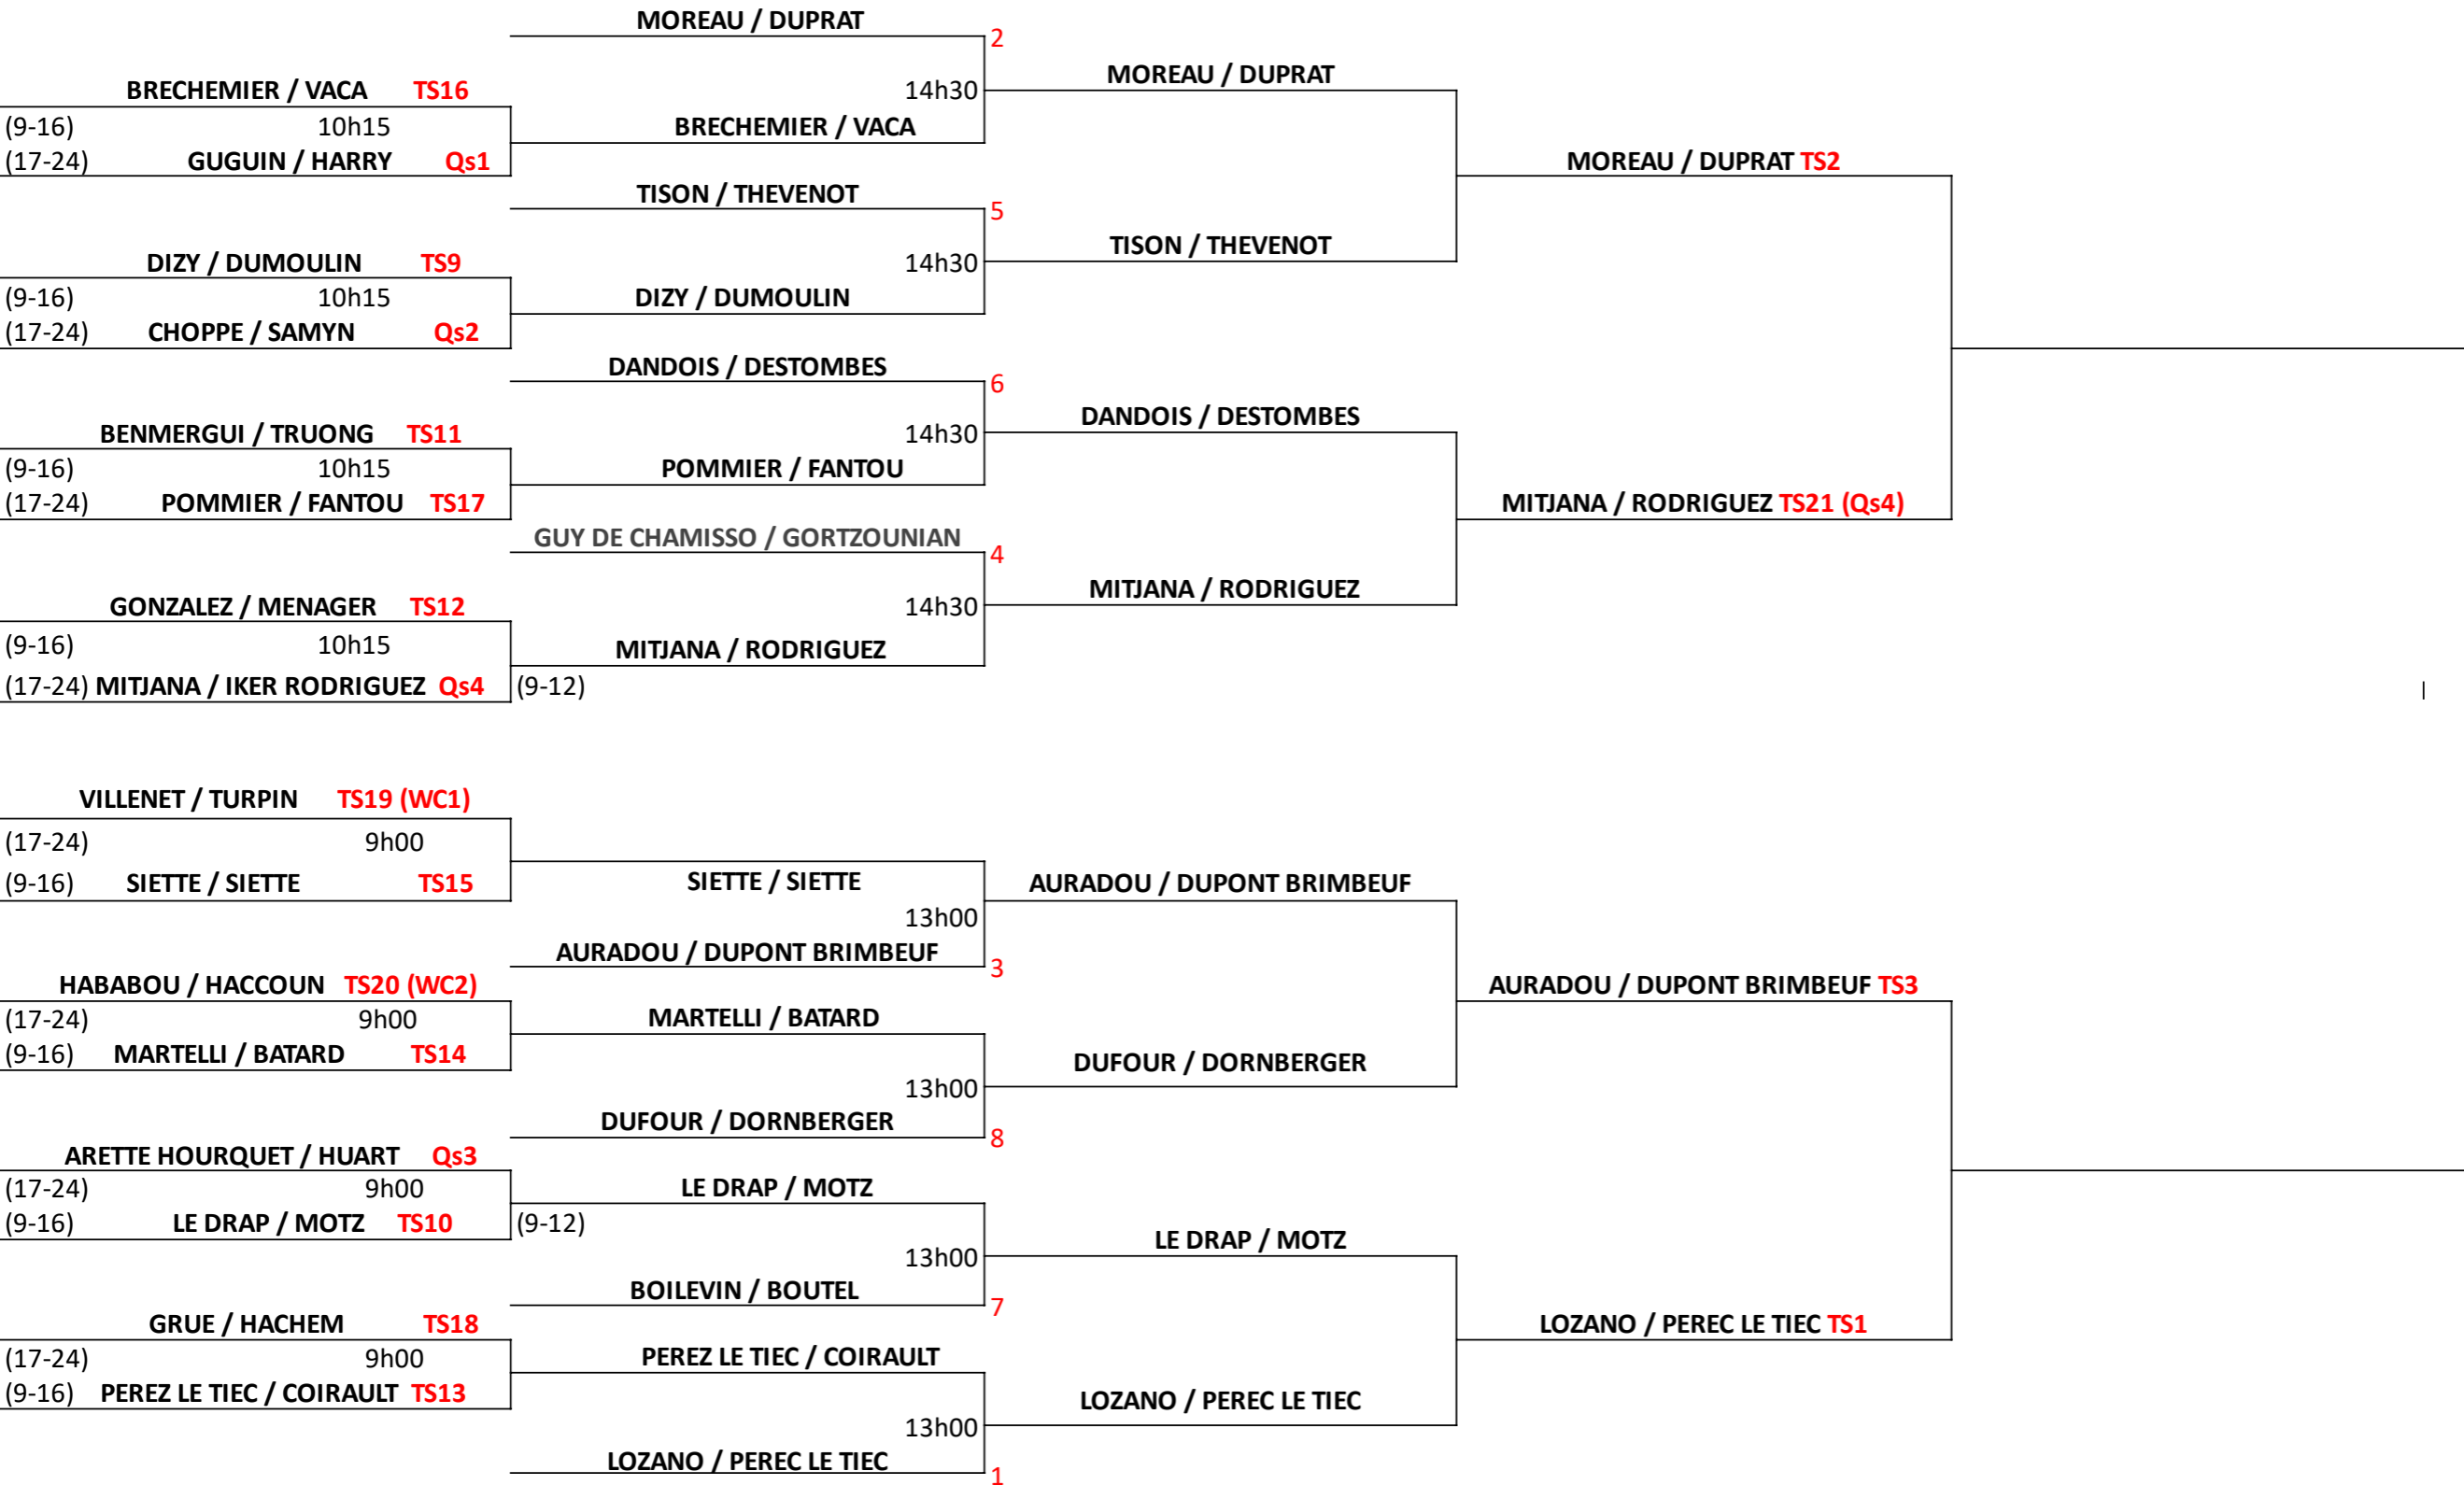 MOREAU / DUPRAT
2
BRECHEMIER / VACA TS16
14h30
MOREAU / DUPRAT
(9-16) 10h15
BRECHEMIER / VACA
(17-24) GUGUIN / HARRY Qs1
MOREAU / DUPRAT TS2
TISON / THEVENOT
5
DIZY / DUMOULIN TS9
14h30
TISON / THEVENOT
(9-16) 10h15
DIZY / DUMOULIN
(17-24) CHOPPE / SAMYN Qs2
DANDOIS / DESTOMBES
6
BENMERGUI / TRUONG TS11
14h30
DANDOIS / DESTOMBES
(9-16) 10h15
POMMIER / FANTOU
(17-24) POMMIER / FANTOU TS17
MITJANA / RODRIGUEZ TS21 (Qs4)
GUY DE CHAMISSO / GORTZOUNIAN
4
GONZALEZ / MENAGER TS12
14h30
MITJANA / RODRIGUEZ
(9-16) 10h15
MITJANA / RODRIGUEZ
(17-24) MITJANA / IKER RODRIGUEZ Qs4
(9-12)
VILLENET / TURPIN TS19 (WC1)
(17-24) 9h00
(9-16) SIETTE / SIETTE TS15
SIETTE / SIETTE
AURADOU / DUPONT BRIMBEUF
13h00
AURADOU / DUPONT BRIMBEUF
3
HABABOU / HACCOUN TS20 (WC2)
AURADOU / DUPONT BRIMBEUF TS3
(17-24) 9h00
MARTELLI / BATARD
(9-16) MARTELLI / BATARD TS14
DUFOUR / DORNBERGER
13h00
DUFOUR / DORNBERGER
8
ARETTE HOURQUET / HUART Qs3
(17-24) 9h00
LE DRAP / MOTZ
(9-16) LE DRAP / MOTZ TS10
(9-12)
LE DRAP / MOTZ
13h00
BOILEVIN / BOUTEL
7
GRUE / HACHEM TS18
LOZANO / PEREC LE TIEC TS1
(17-24) 9h00
PEREZ LE TIEC / COIRAULT
(9-16) PEREZ LE TIEC / COIRAULT TS13
LOZANO / PEREC LE TIEC
13h00
LOZANO / PEREC LE TIEC
1